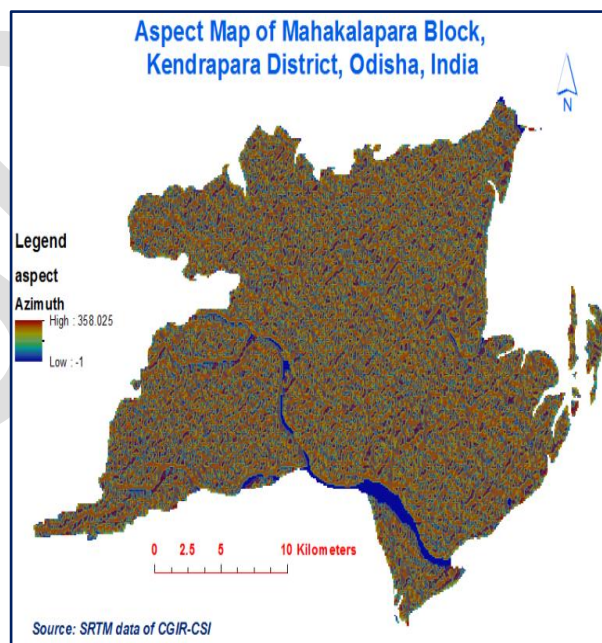 Aspect Map of Mahakalapara Block,
Kendrapara District, Odisha, India
N
Legend
aspect
Azimuth
High : 358.025
Low : -1
0 2.5 5 10 Kilometers
Source: SRTM data of CGIR-CSI